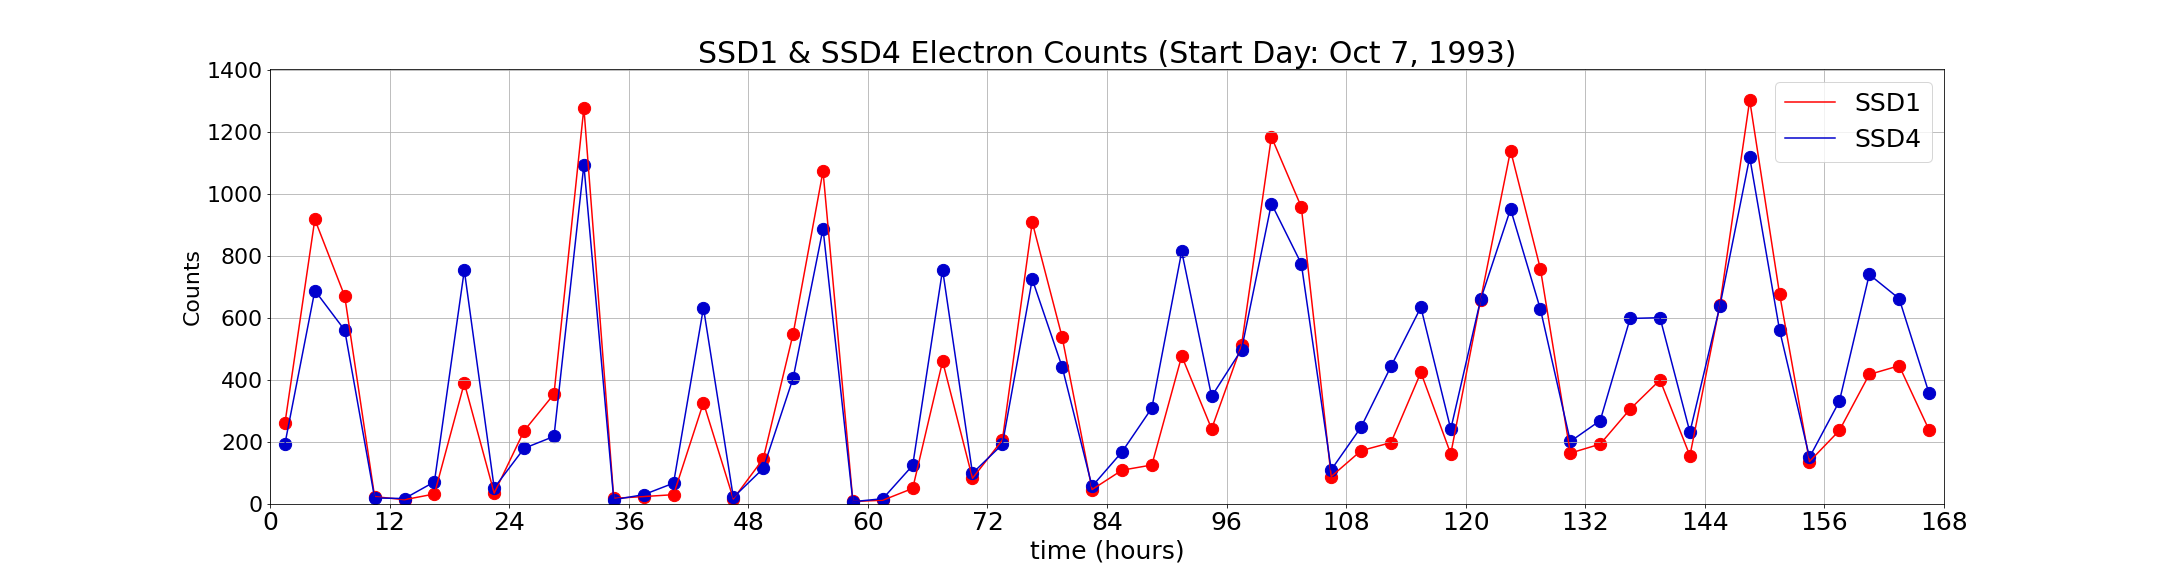 SSD1 & SSD4 Electron Counts (Start Day: Oct 7, 1993)
1400
1200
1000
800
600
400
200
0
Counts
SSD1
SSD4
0 12 24 36 48 60 72 84 96 108 120 132 144 156 168
time (hours)